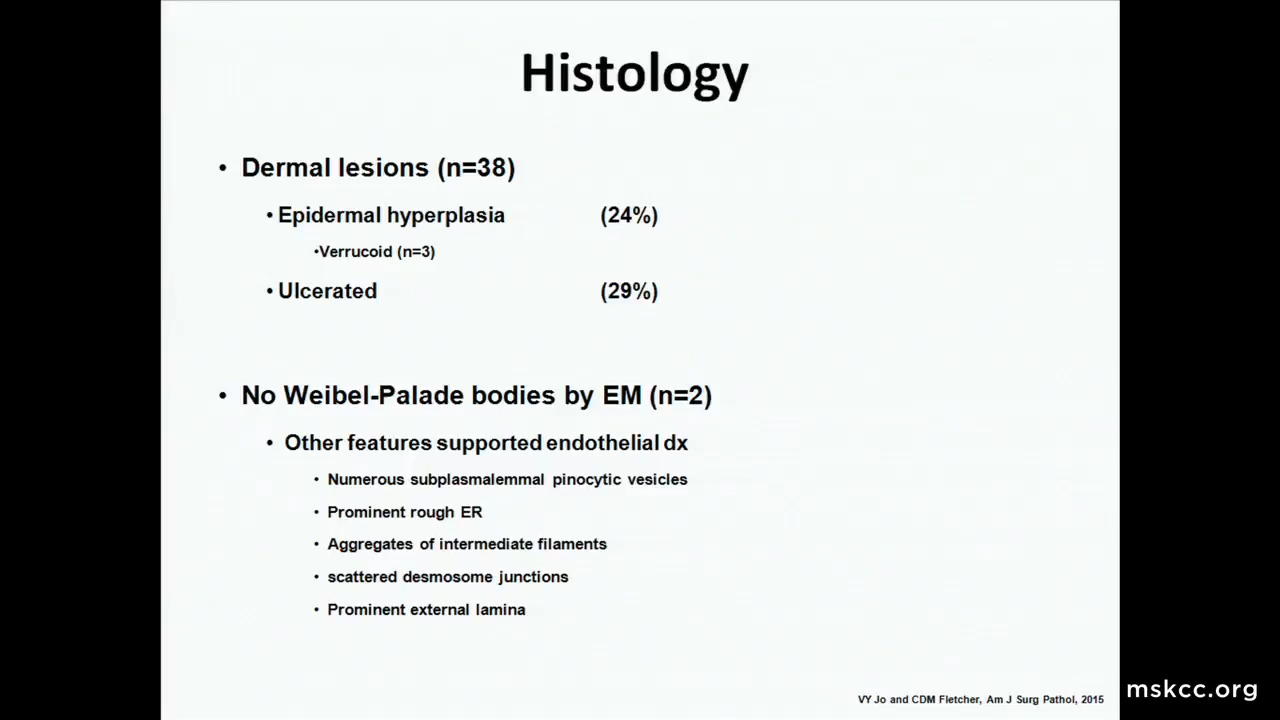 Histology
• Dermal lesions (n=38)
• Epidermal hyperplasia (24%)
•Verrucoid (n=3)
• Ulcerated (29%)
• No Weibel-Palade bodies by EM (n=2)
• Other features supported endothelial dx
• Numerous subplasmalemmal pinocytic vesicles
• Prominent rough ER
• Aggregates of intermediate filaments
• scattered desmosome junctions
• Prominent external lamina
VY Jo and CDM Fletcher, Am J Surg Pathol, 2015
mskcc.org